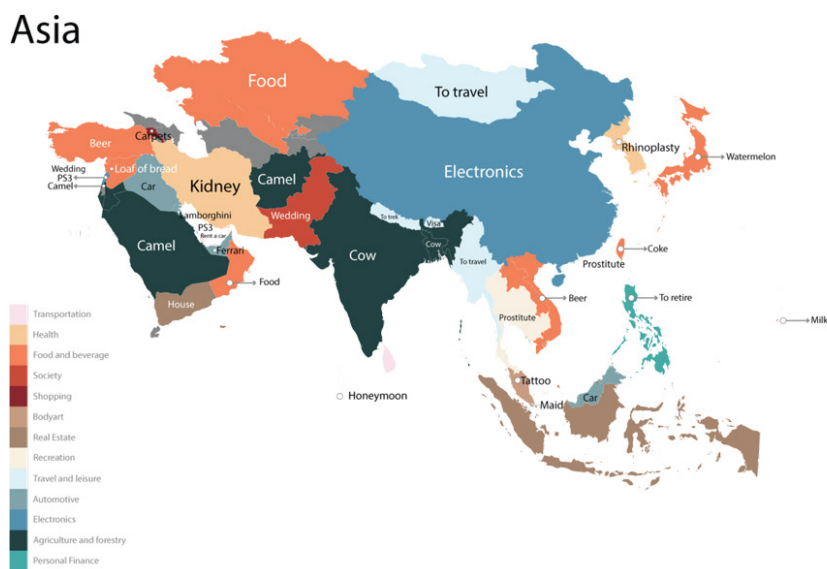 Asia
Food
To travel
Beer
Carpets
Rhinoplasty
Watermelon
Wedding
PS3
Camel
Loaf of bread
Car
Kidney
Camel
Electronics
Lamborghini
PS3
Rent a car
Ferrari
Wedding
To trek
Visa
Camel
Cow
Cow
To travel
Prostitute
Coke
Food
House
Prostitute
Beer
To retire
Milk
Tattoo
Maid
Car
Honeymoon
Transportation
Health
Food and beverage
Society
Shopping
Bodyart
Real Estate
Recreation
Travel and leisure
Automotive
Electronics
Agriculture and forestry
Personal Finance